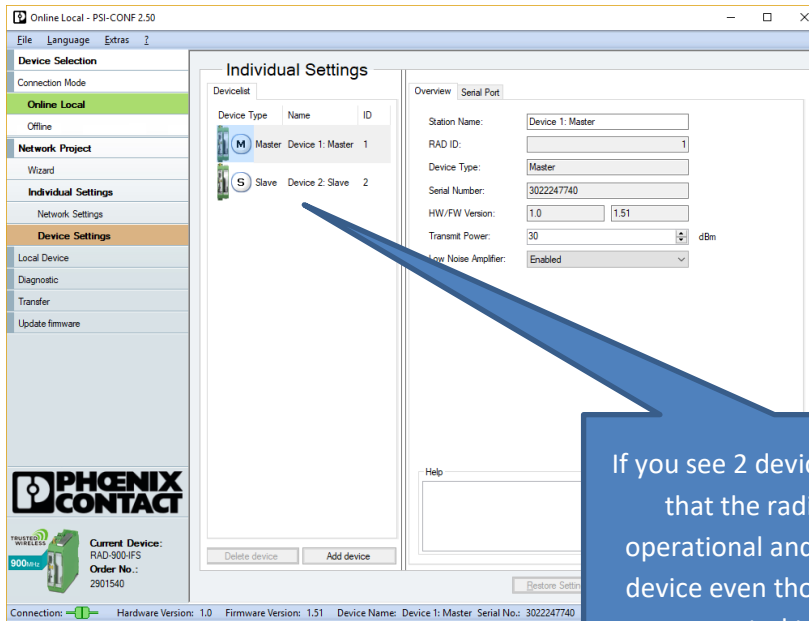 Online Local - PSI-CONF 2.50
File Language Extras ?
Device Selection
Connection Mode
Online Local
Offline
Network Project
Wizard
Individual Settings
Network Settings
Device Settings
Local Device
Diagnostic
Transfer
Update firmware
PHŒNIX
CONTACT
TRUSTED
WIRELESS
900MHz
Current Device:
RAD-900-IFS
Order No.:
2901540
Individual Settings
Devicelist
Device Type Name ID
M Master Device 1: Master 1
S Slave Device 2: Slave 2
Delete device Add device
Overview Serial Port
Station Name: Device 1: Master
RAD ID: 1
Device Type: Master
Serial Number: 3022247740
HW/FW Version: 1.0 1.51
Transmit Power: 30 dBm
Low Noise Amplifier: Enabled
Help
Restore
If you see 2
that the
operational and
device even
Connection: Hardware Version: 1.0 Firmware Version: 1.51 Device Name: Device 1: Master Serial No.: 3022247740